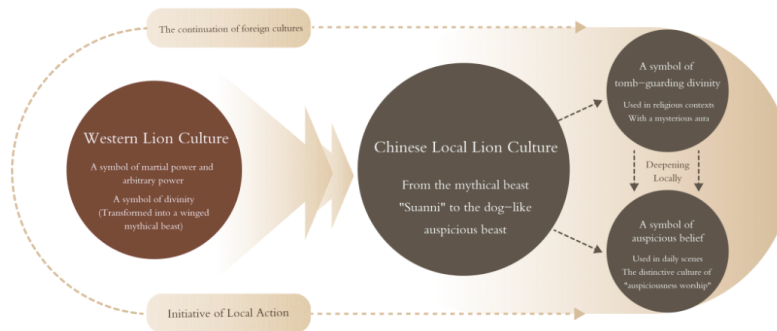 The continuation of foreign cultures
Western Lion Culture
A symbol of martial power and
arbitrary power
A symbol of divinity
(Transformed into a winged
mythical beast)
Chinese Local Lion Culture
From the mythical beast
"Suanni" to the dog-like
auspicious beast
A symbol of
tomb-guarding divinity
Used in religious contexts
With a mysterious aura
Deepening
Locally
A symbol of
auspicious belief
Used in daily scenes
The distinctive culture of
"auspiciousness worship"
Initiative of Local Action